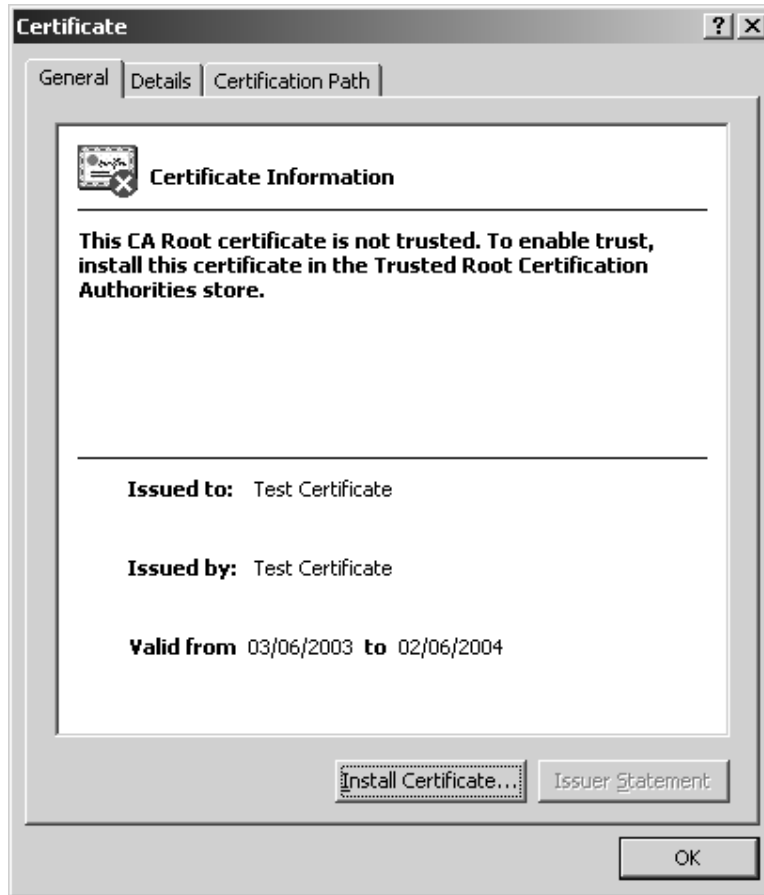 Certificate
General Details Certification Path
Certificate Information
This CA Root certificate is not trusted. To enable trust,
install this certificate in the Trusted Root Certification
Authorities store.
Issued to: Test Certificate
Issued by: Test Certificate
Valid from 03/06/2003 to 02/06/2004
Install Certificate... Issuer Statement
OK